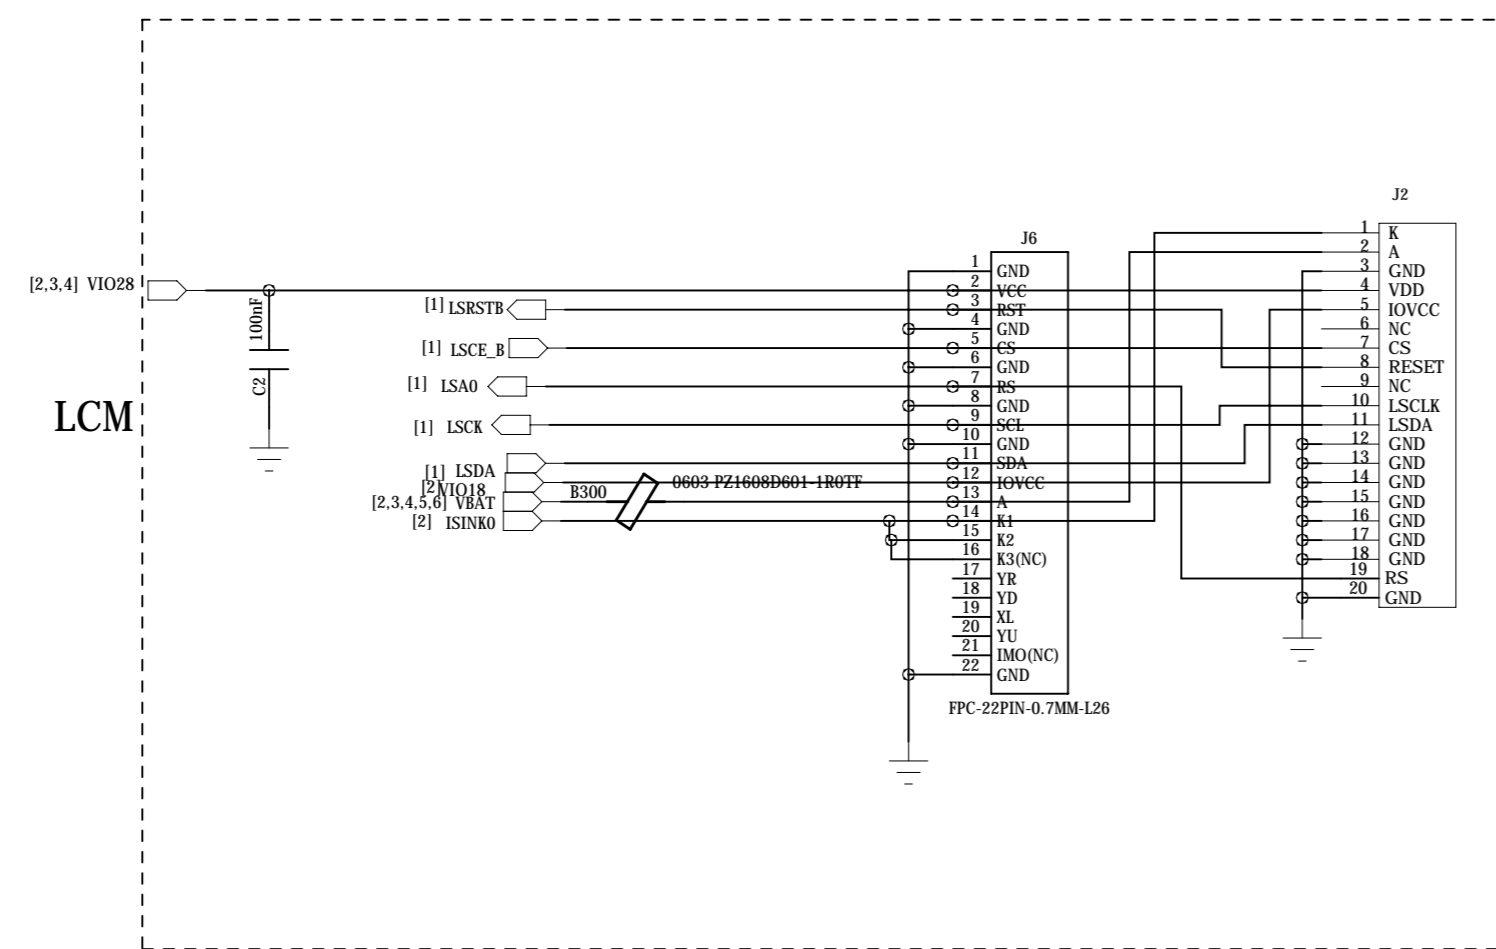 LCM
[2,3,4] VIO28
100nF
C2
[1] LSRSTB
[1] LSCE_B
[1] LSA0
[1] LSCK
[1] LSDA
[2] VIO18
[2,3,4,5,6] VBAT
[2] ISINK0
B300
0603 PZ1608D601-1R0TF
J6
1 GND
2 VCC
3 RST
4 GND
5 CS
6 GND
7 RS
8 GND
9 SCL
10 GND
11 SDA
12 IOVCC
13 A
14 K1
15 K2
16 K3(NC)
17 YR
18 YD
19 XL
20 YU
21 IMO(NC)
22 GND
FPC-22PIN-0.7MM-L26
J2
1 K
2 A
3 GND
4 VDD
5 IOVCC
6 NC
7 CS
8 RESET
9 NC
10 LSCLK
11 LSDA
12 GND
13 GND
14 GND
15 GND
16 GND
17 GND
18 GND
19 RS
20 GND